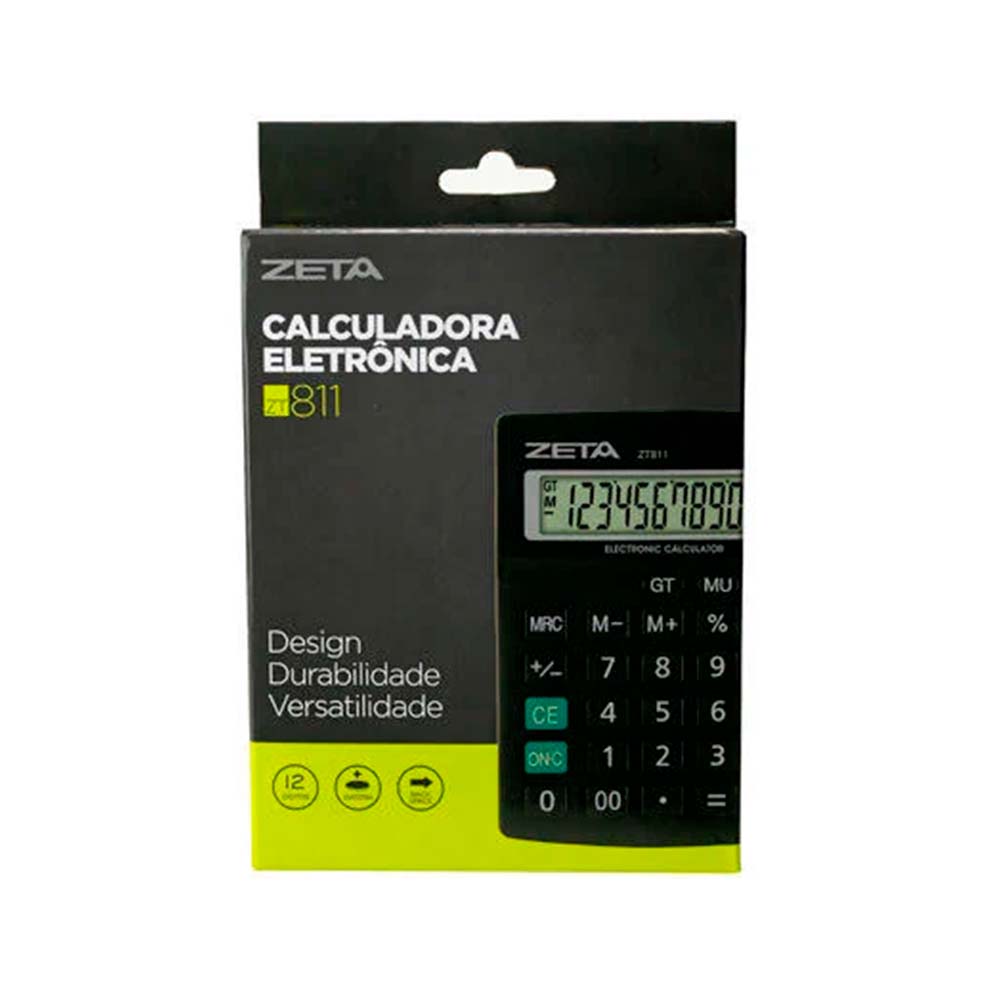 ZETA
CALCULADORA
ELETRÔNICA
ZT811
ZETA ZT811
GT
M
-
1234567890
ELECTRONIC CALCULATOR
GT MU
MRC M- M+ %
+/- 7 8 9
CE 4 5 6
ON·C 1 2 3
0 00 . =
Design
Durabilidade
Versatilidade
12